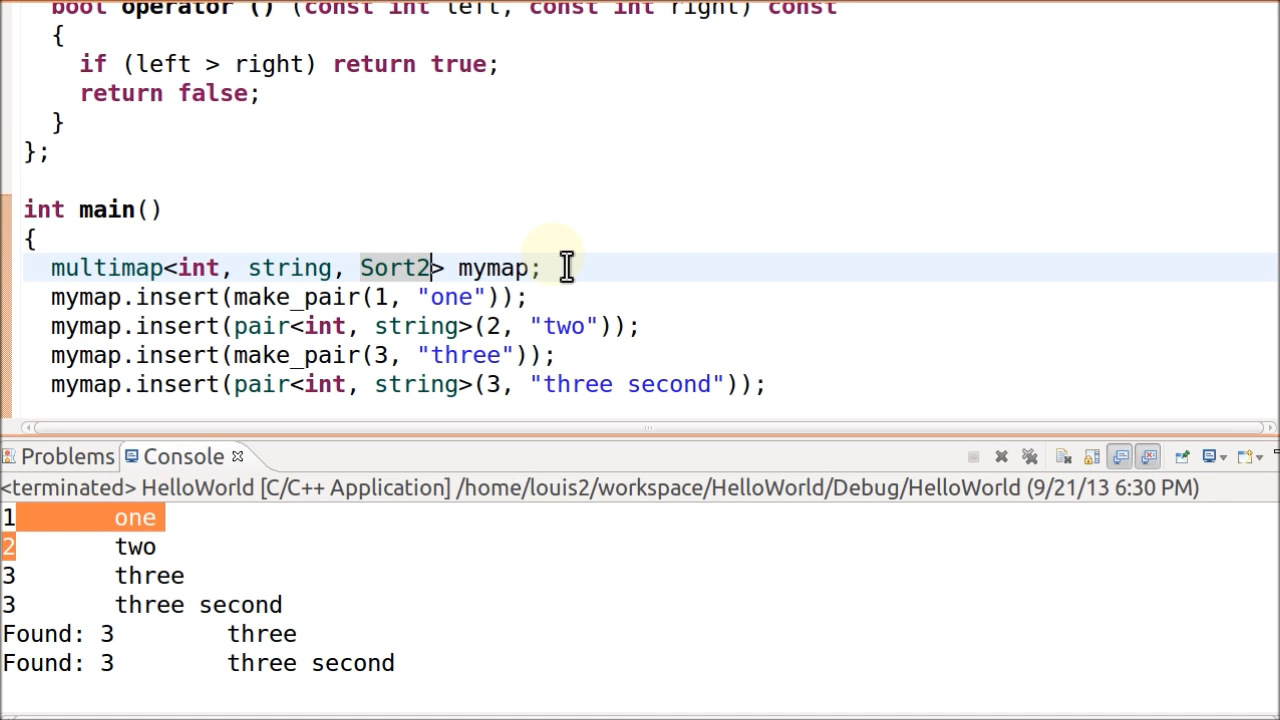 bool operator () (const int left, const int right) const
{
if (left > right) return true;
return false;
}
};
int main()
{
multimap<int, string, Sort2> mymap;
mymap.insert(make_pair(1, "one"));
mymap.insert(pair<int, string>(2, "two"));
mymap.insert(make_pair(3, "three"));
mymap.insert(pair<int, string>(3, "three second"));
Problems Console
<terminated> HelloWorld [C/C++ Application] /home/louis2/workspace/HelloWorld/Debug/HelloWorld (9/21/13 6:30 PM)
1 one
2 two
3 three
3 three second
Found: 3 three
Found: 3 three second